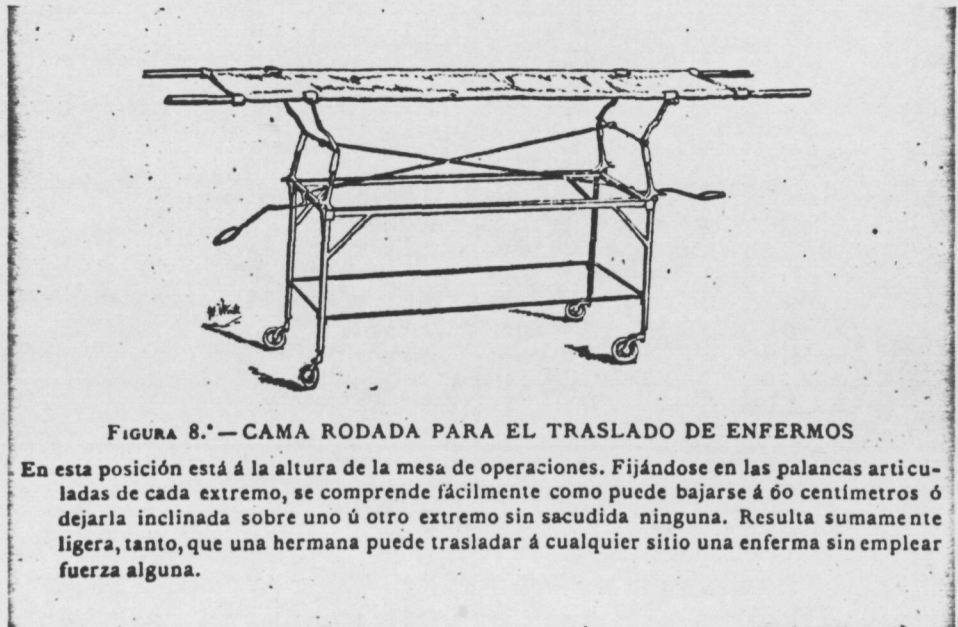 FIGURA 8.ª—CAMA RODADA PARA EL TRASLADO DE ENFERMOS
En esta posición está á la altura de la mesa de operaciones. Fijándose en las palancas articu-
ladas de cada extremo, se comprende fácilmente como puede bajarse á 60 centímetros ó
dejarla inclinada sobre uno ú otro extremo sin sacudida ninguna. Resulta sumamente
ligera, tanto, que una hermana puede trasladar á cualquier sitio una enferma sin emplear
fuerza alguna.